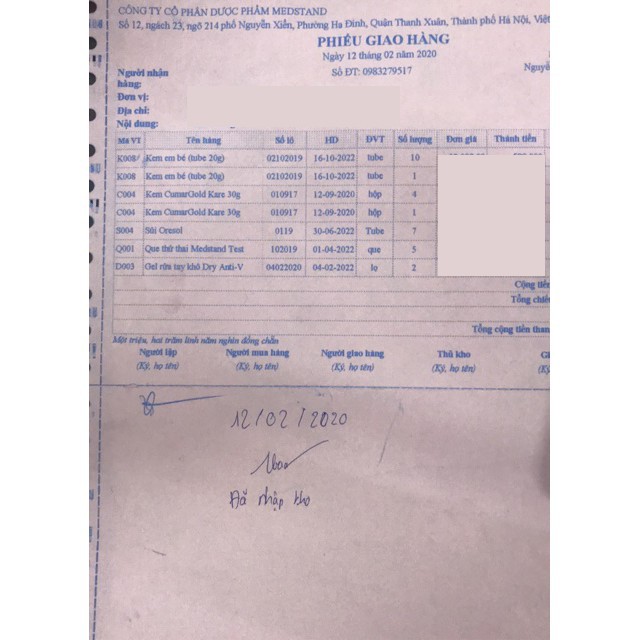 CÔNG TY CỔ PHẦN DƯỢC PHẨM MEDSTAND
Số 12, ngách 23, ngõ 214 phố Nguyễn Xiển, Phường Hạ Đình, Quận Thanh Xuân, Thành phố Hà Nội, Việt
PHIẾU GIAO HÀNG
Ngày 12 tháng 02 năm 2020
Số ĐT: 0983279517
Người nhận hàng:
Đơn vị:
Địa chỉ:
Nội dung:
Mã VT Tên hàng Số lô HD ĐVT Số lượng Đơn giá Thành tiền
K008 Kem em bé (tube 20g) 02102019 16-10-2022 tube 10
K008 Kem em bé (tube 20g) 02102019 16-10-2022 tube 1
C004 Kem CumarGold Kare 30g 010917 12-09-2020 hộp 4
C004 Kem CumarGold Kare 30g 010917 12-09-2020 hộp 1
S004 Sủi Oresol 0119 30-06-2022 Tube 7
Q001 Que thử thai Medstand Test 102019 01-04-2022 que 5
D003 Gel rửa tay khô Dry Anti-V 04022020 04-02-2022 lọ 2
Cộng tiền
Tổng chiế
Tổng cộng tiền than
Một triệu, hai trăm linh năm nghìn đồng chẵn
Người lập Người mua hàng Người giao hàng Thủ kho
(Ký, họ tên) (Ký, họ tên) (Ký, họ tên) (Ký, họ tên) (Ký
12/02/2020
Đã nhập kho